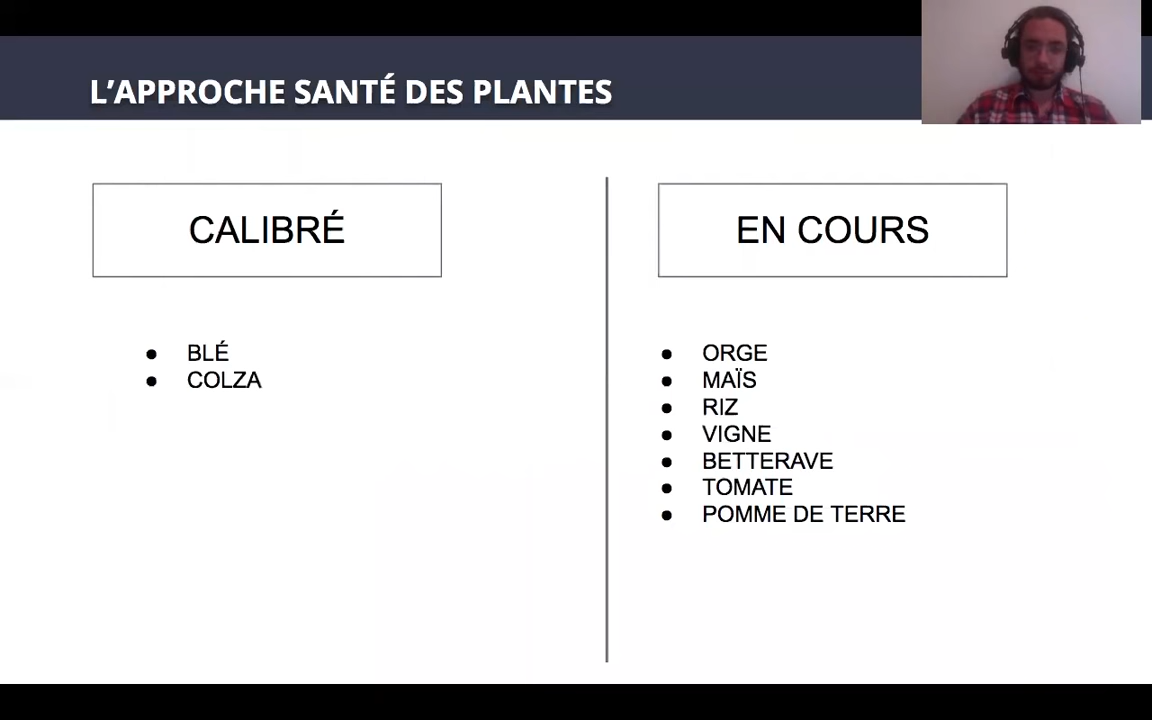 L'APPROCHE SANTÉ DES PLANTES
CALIBRÉ
● BLÉ
● COLZA
EN COURS
● ORGE
● MAÏS
● RIZ
● VIGNE
● BETTERAVE
● TOMATE
● POMME DE TERRE